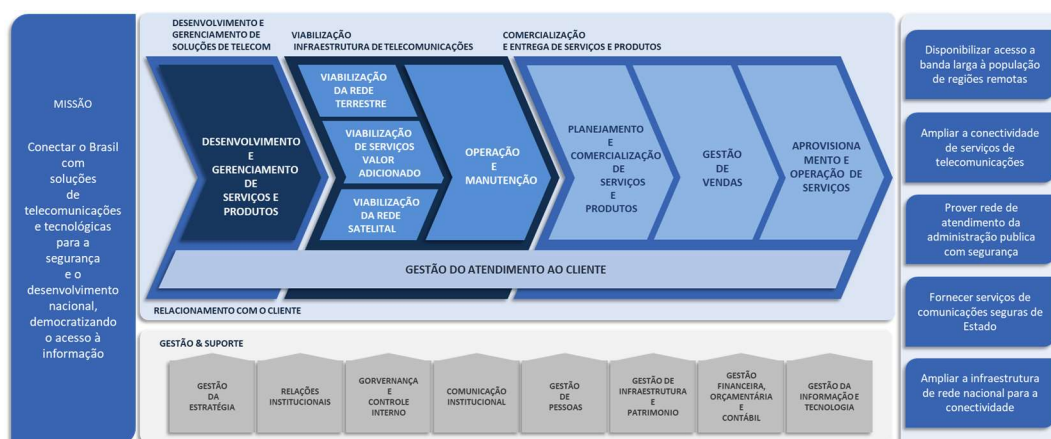 MISSÃO
Conectar o Brasil
com
soluções
de
telecomunicações
e tecnológicas
para a
segurança
e o
desenvolvimento
nacional,
democratizando
o acesso à
informação
DESENVOLVIMENTO E
GERENCIAMENTO DE
SOLUÇÕES DE TELECOM
VIABILIZAÇÃO
INFRAESTRUTURA DE TELECOMUNICAÇÕES
COMERCIALIZAÇÃO
E ENTREGA DE SERVIÇOS E PRODUTOS
DESENVOLVIMENTO
E
GERENCIAMENTO
DE
SERVIÇOS E
PRODUTOS
VIABILIZAÇÃO
DA REDE
TERRESTRE
VIABILIZAÇÃO
DE SERVIÇOS
VALOR
ADICIONADO
VIABILIZAÇÃO
DA REDE
SATELITAL
OPERAÇÃO
E
MANUTENÇÃO
PLANEJAMENTO
E
COMERCIALIZAÇÃO
DE
SERVIÇOS
E
PRODUTOS
GESTÃO
DE
VENDAS
APROVISIONA
MENTO E
OPERAÇÃO DE
SERVIÇOS
GESTÃO DO ATENDIMENTO AO CLIENTE
RELACIONAMENTO COM O CLIENTE
GESTÃO & SUPORTE
GESTÃO
DA
ESTRATÉGIA
RELAÇÕES
INSTITUCIONAIS
GORVERNANÇA
E
CONTROLE
INTERNO
COMUNICAÇÃO
INSTITUCIONAL
GESTÃO
DE
PESSOAS
GESTÃO DE
INFRAESTRUTURA
E
PATRIMONIO
GESTÃO
FINANCEIRA,
ORÇAMENTÁRIA
E
CONTÁBIL
GESTÃO DA
INFORMAÇÃO E
TECNOLOGIA
Disponibilizar acesso a
banda larga à população
de regiões remotas
Ampliar a conectividade
de serviços de
telecomunicações
Prover rede de
atendimento da
administração publica
com segurança
Fornecer serviços de
comunicações seguras de
Estado
Ampliar a infraestrutura
de rede nacional para a
conectividade